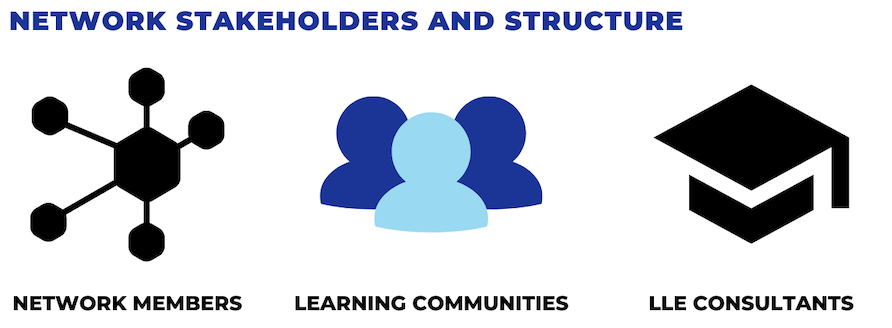 NETWORK STAKEHOLDERS AND STRUCTURE
NETWORK MEMBERS
LEARNING COMMUNITIES
LLE CONSULTANTS